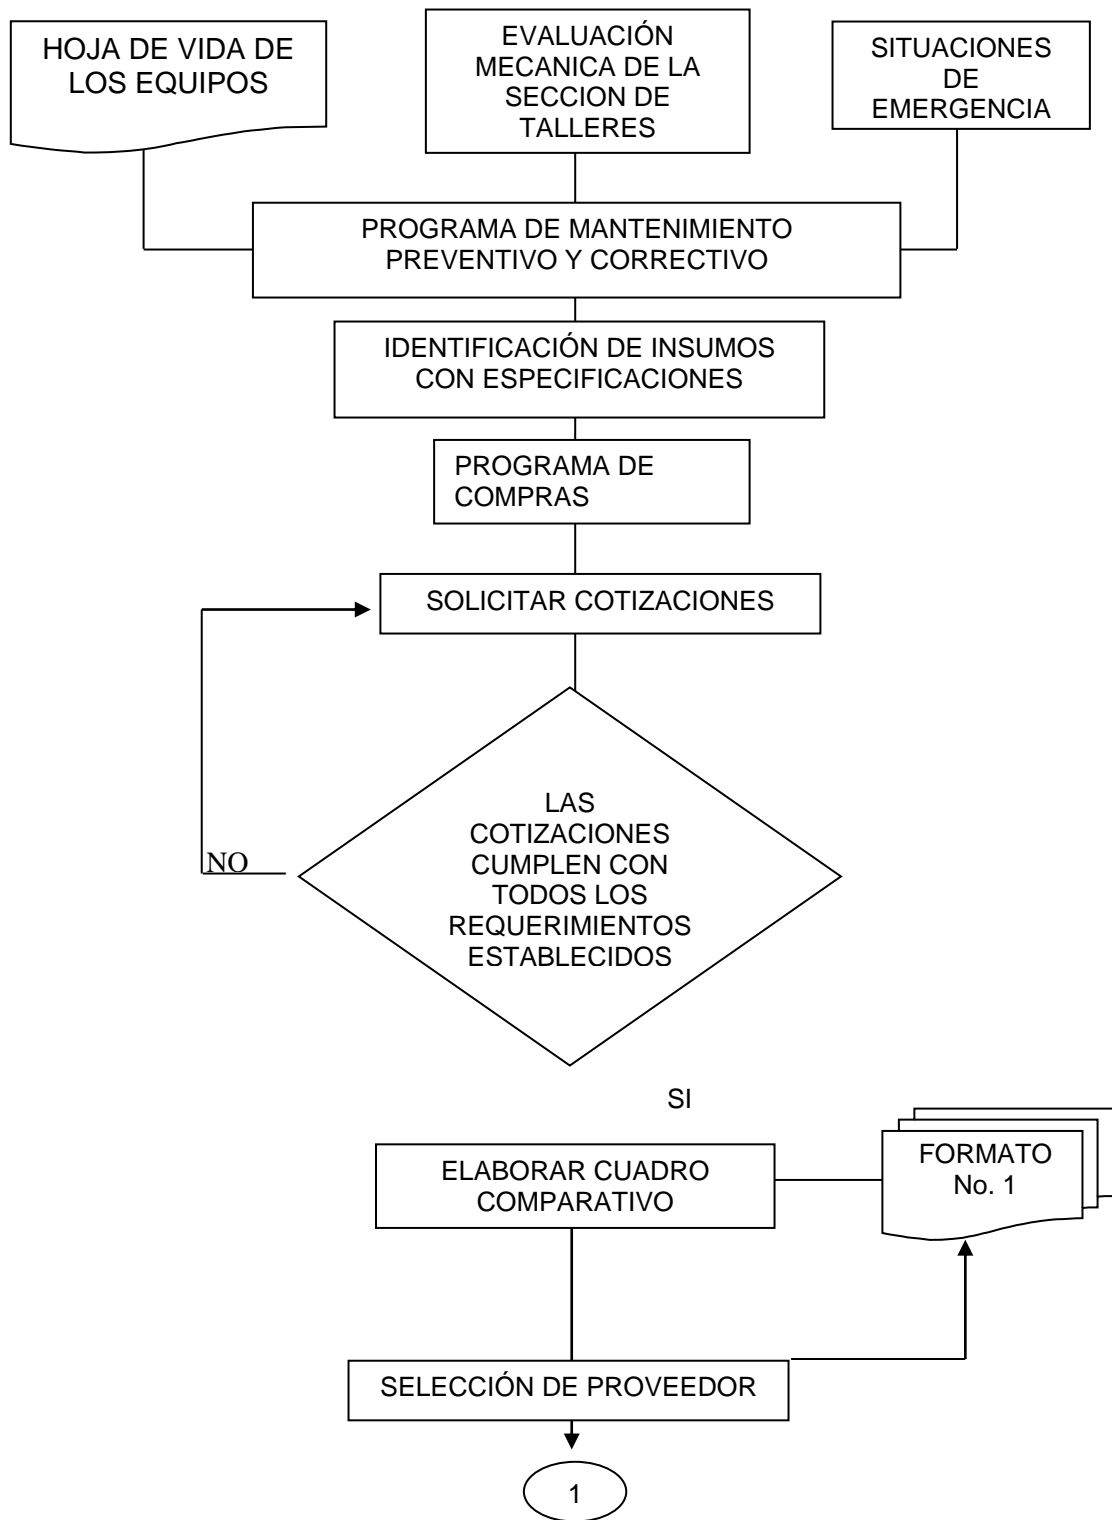 HOJA DE VIDA DE
LOS EQUIPOS
EVALUACIÓN
MECANICA DE LA
SECCION DE
TALLERES
SITUACIONES
DE
EMERGENCIA
PROGRAMA DE MANTENIMIENTO
PREVENTIVO Y CORRECTIVO
IDENTIFICACIÓN DE INSUMOS
CON ESPECIFICACIONES
PROGRAMA DE
COMPRAS
SOLICITAR COTIZACIONES
LAS
COTIZACIONES
CUMPLEN CON
TODOS LOS
REQUERIMIENTOS
ESTABLECIDOS
NO
SI
ELABORAR CUADRO
COMPARATIVO
FORMATO
No. 1
SELECCIÓN DE PROVEEDOR
1